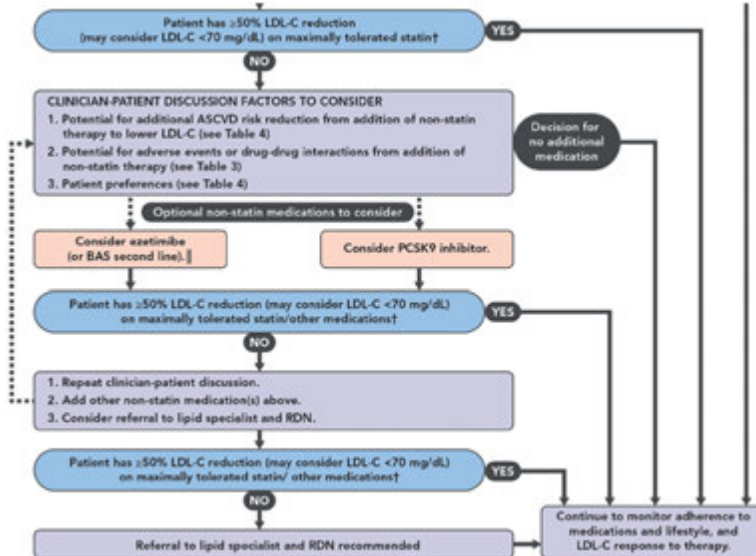 Patient has ≥50% LDL-C reduction
(may consider LDL-C <70 mg/dL) on maximally tolerated statin†
YES
NO
CLINICIAN-PATIENT DISCUSSION FACTORS TO CONSIDER
1. Potential for additional ASCVD risk reduction from addition of non-statin
therapy to lower LDL-C (see Table 4)
2. Potential for adverse events or drug-drug interactions from addition of
non-statin therapy (see Table 3)
3. Patient preferences (see Table 4)
Decision for
no additional
medication
Optional non-statin medications to consider
Consider ezetimibe
(or BAS second line).‖
Consider PCSK9 inhibitor.
Patient has ≥50% LDL-C reduction (may consider LDL-C <70 mg/dL)
on maximally tolerated statin/other medications†
YES
NO
1. Repeat clinician-patient discussion.
2. Add other non-statin medication(s) above.
3. Consider referral to lipid specialist and RDN.
Patient has ≥50% LDL-C reduction (may consider LDL-C <70 mg/dL)
on maximally tolerated statin/ other medications†
YES
NO
Referral to lipid specialist and RDN recommended
Continue to monitor adherence to
medications and lifestyle, and
LDL-C response to therapy.